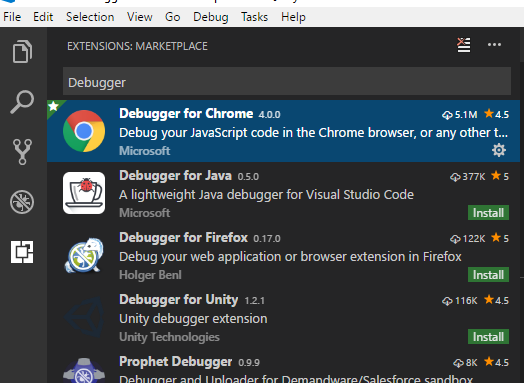 File Edit Selection View Go Debug Tasks Help
EXTENSIONS: MARKETPLACE
Debugger
Debugger for Chrome 4.0.0 5.1M 4.5
Debug your JavaScript code in the Chrome browser, or any other t...
Microsoft
Debugger for Java 0.5.0 377K 5
A lightweight Java debugger for Visual Studio Code
Microsoft Install
Debugger for Firefox 0.17.0 122K 5
Debug your web application or browser extension in Firefox
Holger Benl Install
Debugger for Unity 1.2.1 116K 4.5
Unity debugger extension
Unity Technologies Install
Prophet Debugger 0.9.9 8K 4.5
Debugger and Uploader for Demandware/Salesforce sandbox